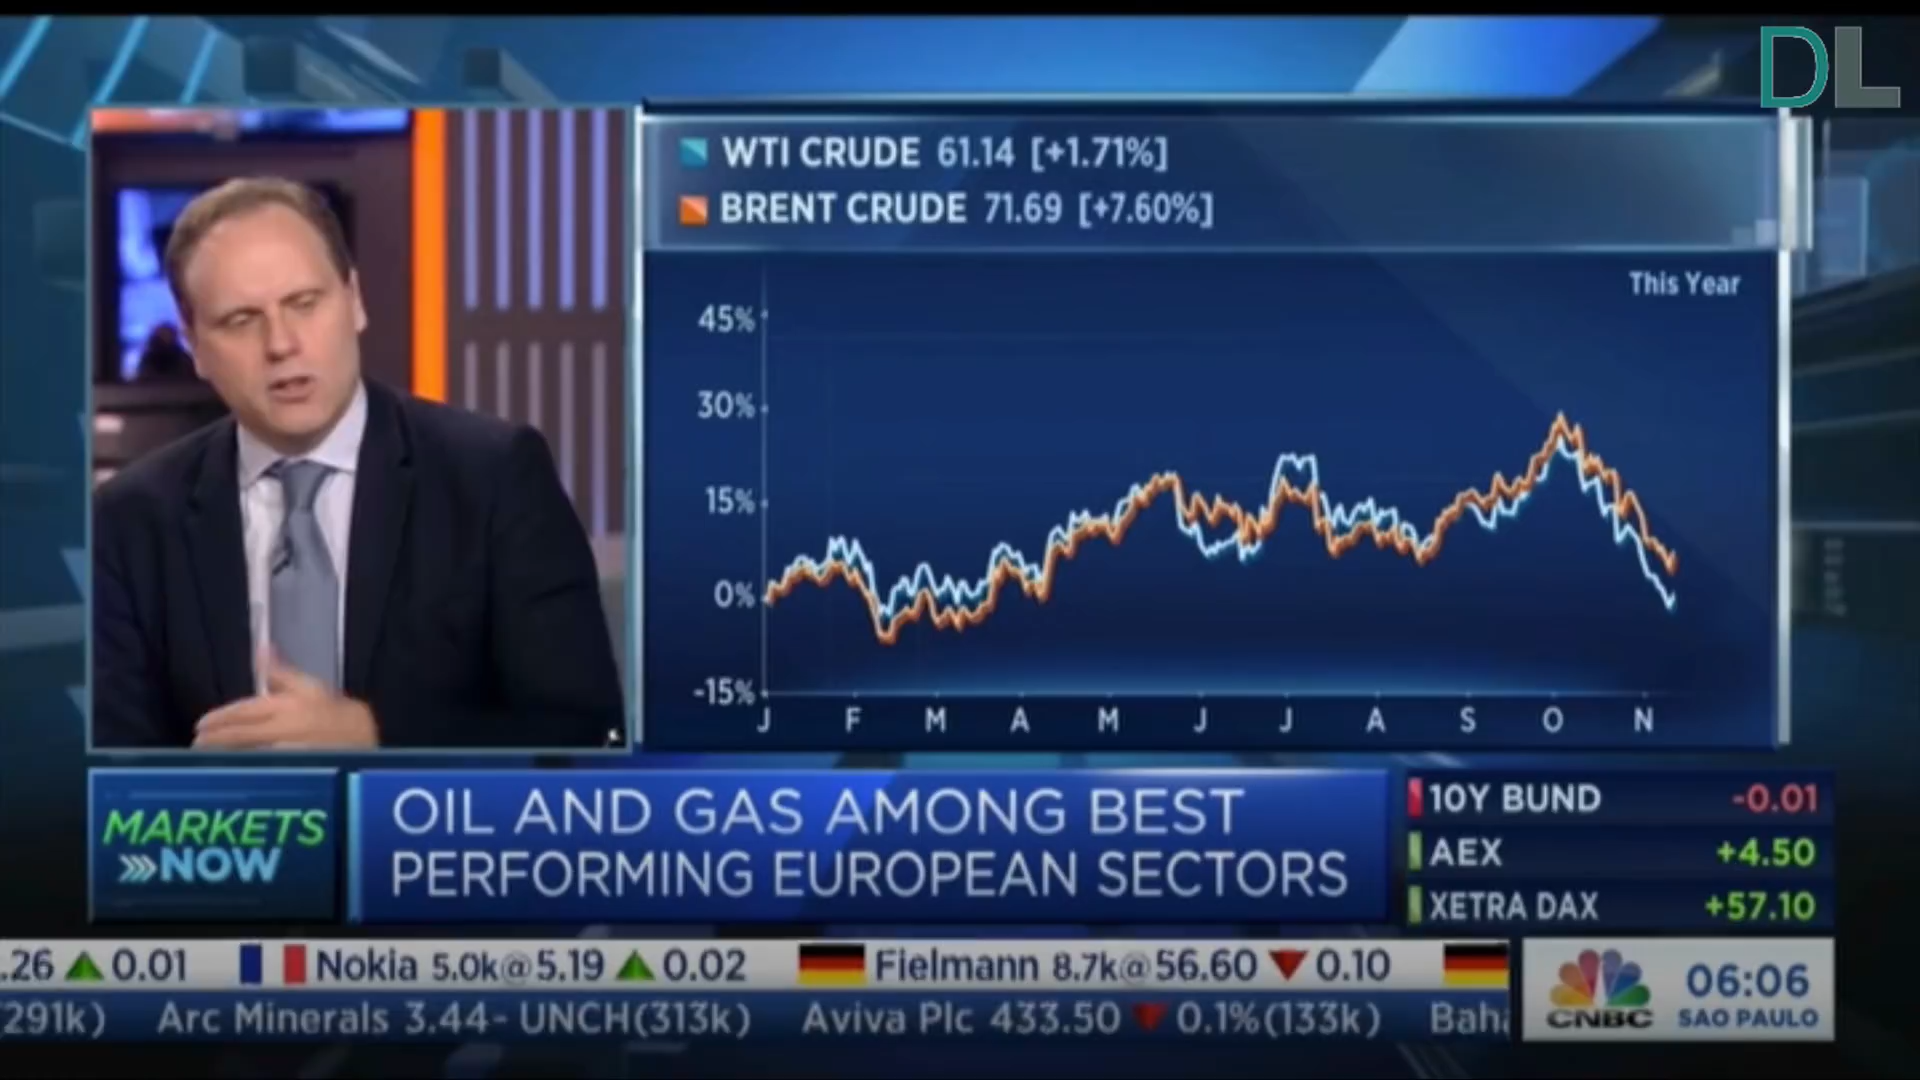 DL
WTI CRUDE 61.14 [+1.71%]
BRENT CRUDE 71.69 [+7.60%]
This Year
45%
30%
15%
0%
-15%
J F M A M J J A S O N
MARKETS
NOW
OIL AND GAS AMONG BEST
PERFORMING EUROPEAN SECTORS
10Y BUND -0.01
AEX +4.50
XETRA DAX +57.10
.26 0.01 Nokia 5.0k@5.19 0.02 Fielmann 8.7k@56.60 0.10
291k) Arc Minerals 3.44- UNCH(313k) Aviva Plc 433.50 0.1%(133k) Baha
CNBC
06:06
SAO PAULO